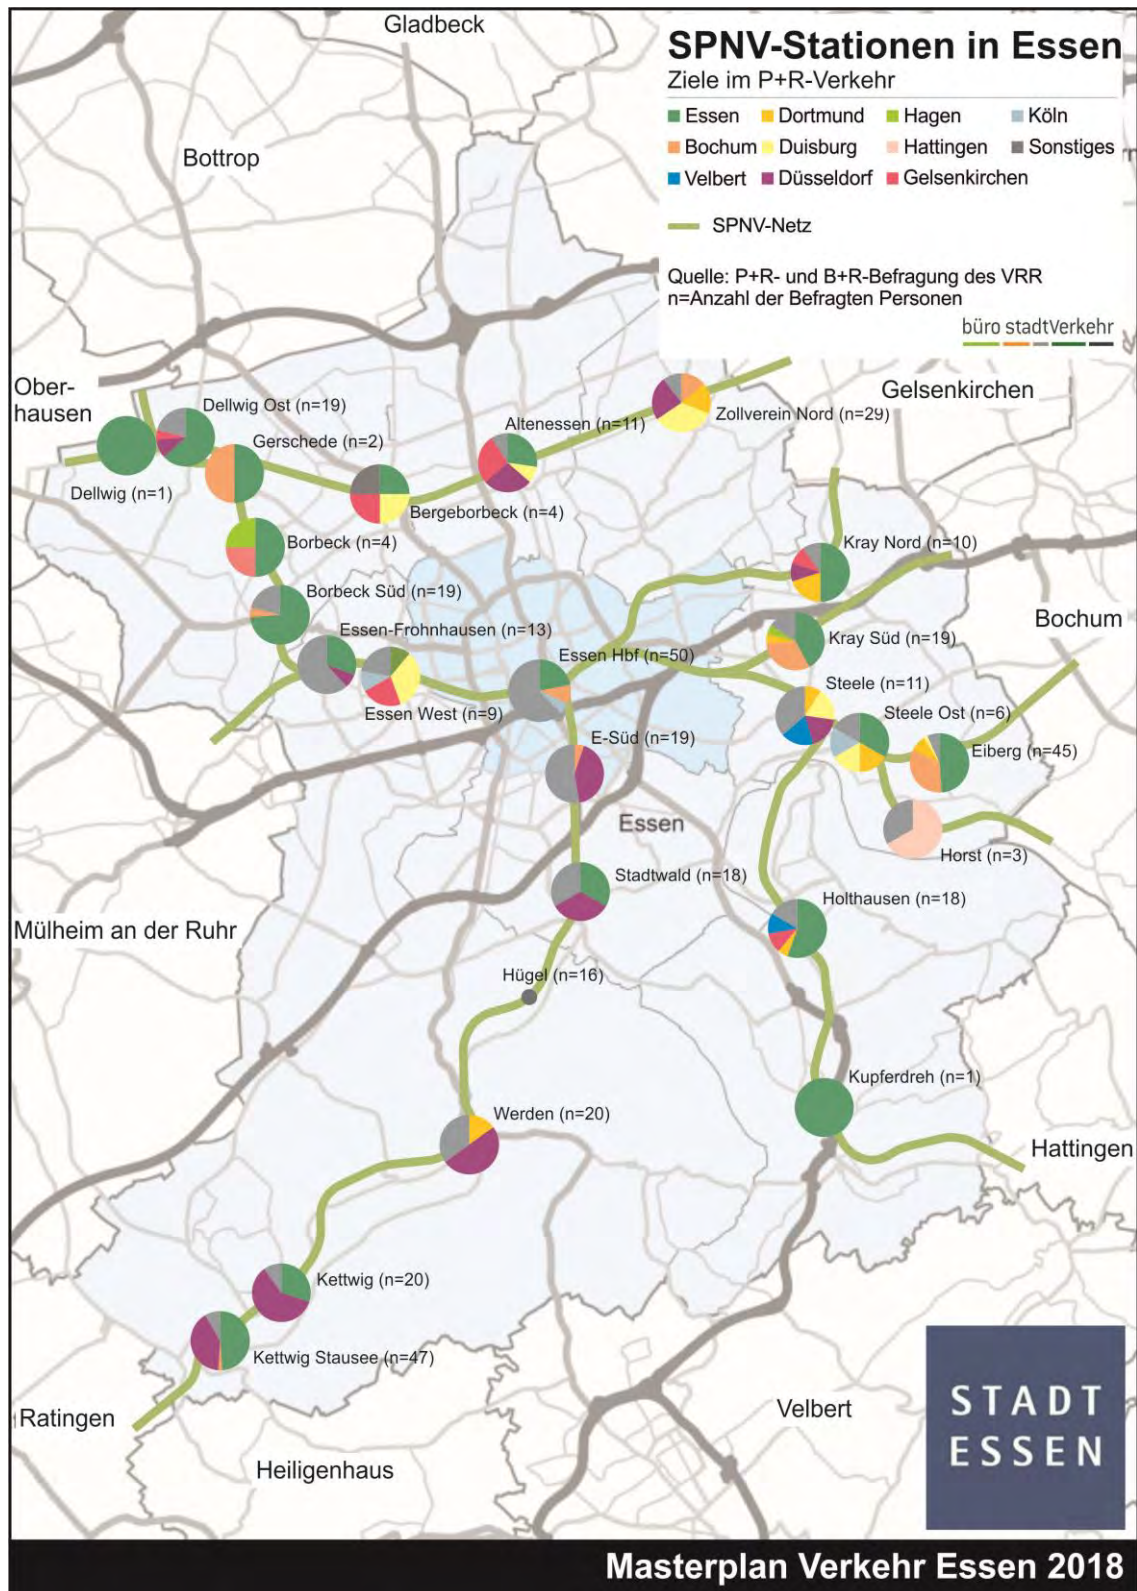 Gladbeck
SPNV-Stationen in Essen
Ziele im P+R-Verkehr
Essen
Dortmund
Hagen
Köln
Bochum
Duisburg
Hattingen
Sonstiges
Velbert
Düsseldorf
Gelsenkirchen
SPNV-Netz
Quelle: P+R- und B+R-Befragung des VRR
n=Anzahl der Befragten Personen
büro stadtVerkehr
Bottrop
Ober-
hausen
Gelsenkirchen
Dellwig Ost (n=19)
Gerschede (n=2)
Altenessen (n=11)
Zollverein Nord (n=29)
Dellwig (n=1)
Bergeborbeck (n=4)
Borbeck (n=4)
Kray Nord (n=10)
Borbeck Süd (n=19)
Bochum
Essen-Frohnhausen (n=13)
Kray Süd (n=19)
Essen Hbf (n=50)
Steele (n=11)
Essen West (n=9)
Steele Ost (n=6)
E-Süd (n=19)
Eiberg (n=45)
Essen
Horst (n=3)
Stadtwald (n=18)
Holthausen (n=18)
Mülheim an der Ruhr
Hügel (n=16)
Kupferdreh (n=1)
Werden (n=20)
Hattingen
Kettwig (n=20)
Kettwig Stausee (n=47)
Ratingen
Velbert
Heiligenhaus
STADT
ESSEN
Masterplan Verkehr Essen 2018